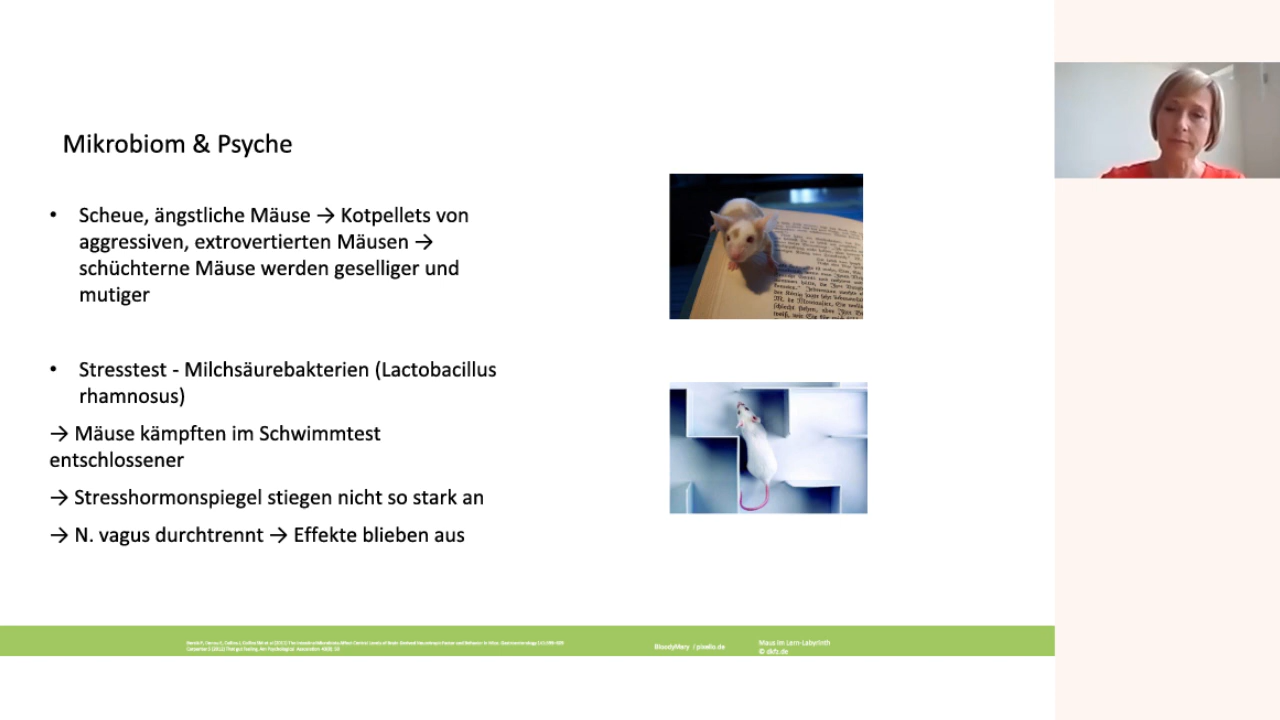 Mikrobiom & Psyche
• Scheue, ängstliche Mäuse → Kotpellets von
aggressiven, extrovertierten Mäusen →
schüchterne Mäuse werden geselliger und
mutiger
• Stresstest - Milchsäurebakterien (Lactobacillus
rhamnosus)
→ Mäuse kämpften im Schwimmtest
entschlossener
→ Stresshormonspiegel stiegen nicht so stark an
→ N. vagus durchtrennt → Effekte blieben aus
BloodyMary / pixelio.de
Maus im Lern-Labyrinth
© dkfz.de